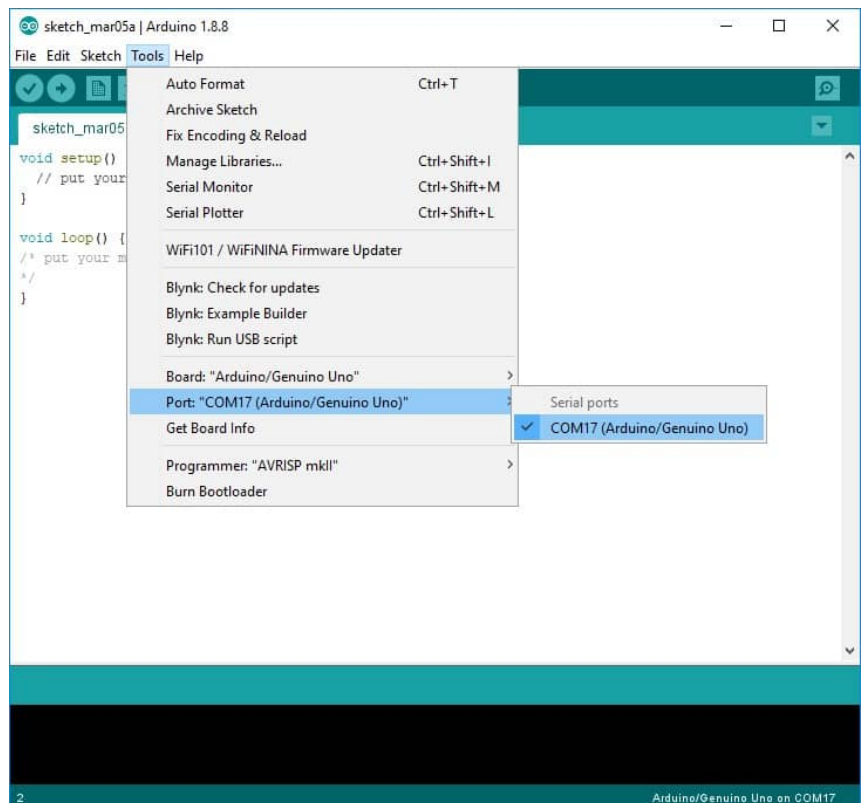 sketch_mar05a | Arduino 1.8.8
File Edit Sketch Tools Help
sketch_mar05
Auto Format Ctrl+T
Archive Sketch
Fix Encoding & Reload
Manage Libraries... Ctrl+Shift+I
Serial Monitor Ctrl+Shift+M
Serial Plotter Ctrl+Shift+L
WiFi101 / WiFiNINA Firmware Updater
Blynk: Check for updates
Blynk: Example Builder
Blynk: Run USB script
Board: "Arduino/Genuino Uno"
Port: "COM17 (Arduino/Genuino Uno)"
Get Board Info
Programmer: "AVRISP mkII"
Burn Bootloader
Serial ports
COM17 (Arduino/Genuino Uno)
void setup()
// put your
}
void loop() {
/* put your m
*/
}
2 Arduino/Genuino Uno on COM17